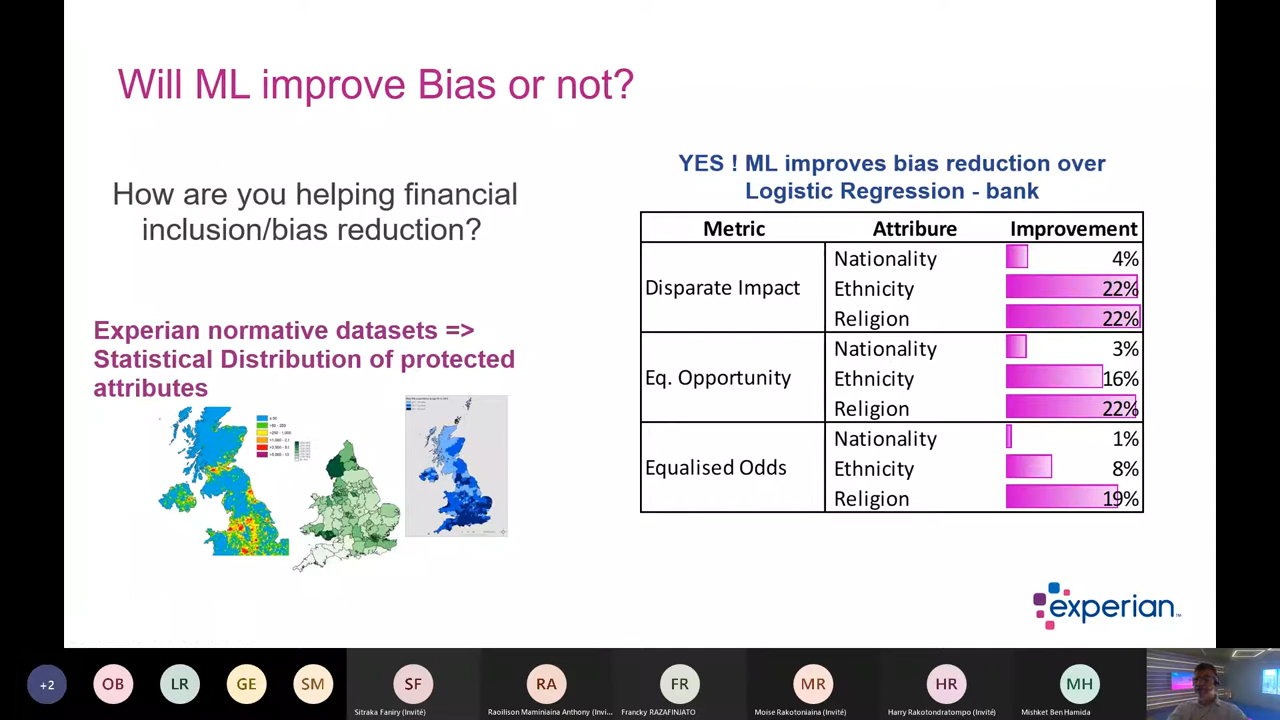 Will ML improve Bias or not?
How are you helping financial
inclusion/bias reduction?
Experian normative datasets =>
Statistical Distribution of protected
attributes
YES ! ML improves bias reduction over
Logistic Regression - bank
Metric Attribure Improvement
Disparate Impact
Nationality 4%
Ethnicity 22%
Religion 22%
Eq. Opportunity
Nationality 3%
Ethnicity 16%
Religion 22%
Equalised Odds
Nationality 1%
Ethnicity 8%
Religion 19%
experian™
+2 OB LR GE SM SF RA FR MR HR MH
Sitraka Faniry (Invité) Raoilison Maminiaina Anthony (Invi... Francky RAZAFINJATO Moise Rakotoniaina (Invité) Harry Rakotondratompo (Invité) Mishket Ben Hamida